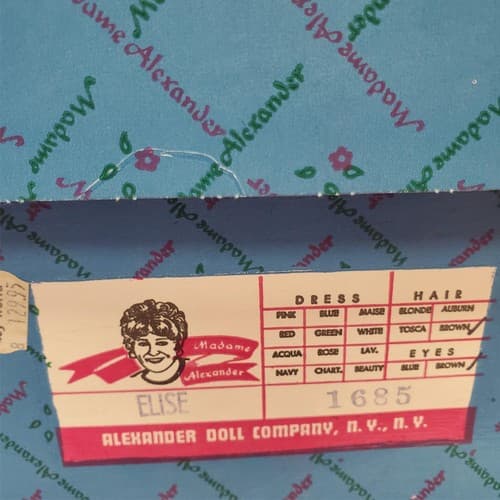 Madame Alexander
Madame Alexander
Madame Alexander
DRESS HAIR
PINK BLUE MAISE BLONDE AUBURN
RED GREEN WHITE TOSCA BROWN
ACQUA ROSE LAV. EYES
NAVY CHART. BEAUTY BLUE BROWN
Madame
Alexander
ELISE 1685
ALEXANDER DOLL COMPANY, N. Y., N. Y.